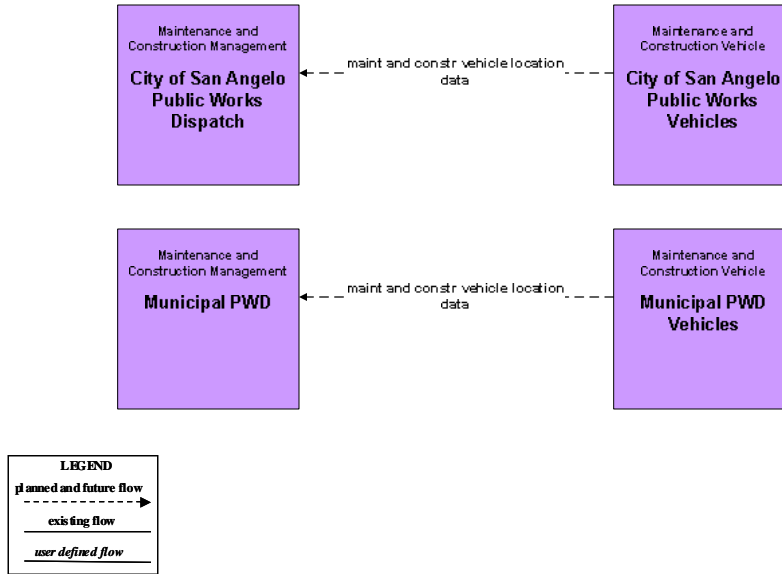 Maintenance and
Construction Management
City of San Angelo
Public Works
Dispatch
maint and constr vehicle location
data
Maintenance and
Construction Vehicle
City of San Angelo
Public Works
Vehicles
Maintenance and
Construction Management
Municipal PWD
maint and constr vehicle location
data
Maintenance and
Construction Vehicle
Municipal PWD
Vehicles
LEGEND
planned and future flow
existing flow
user defined flow